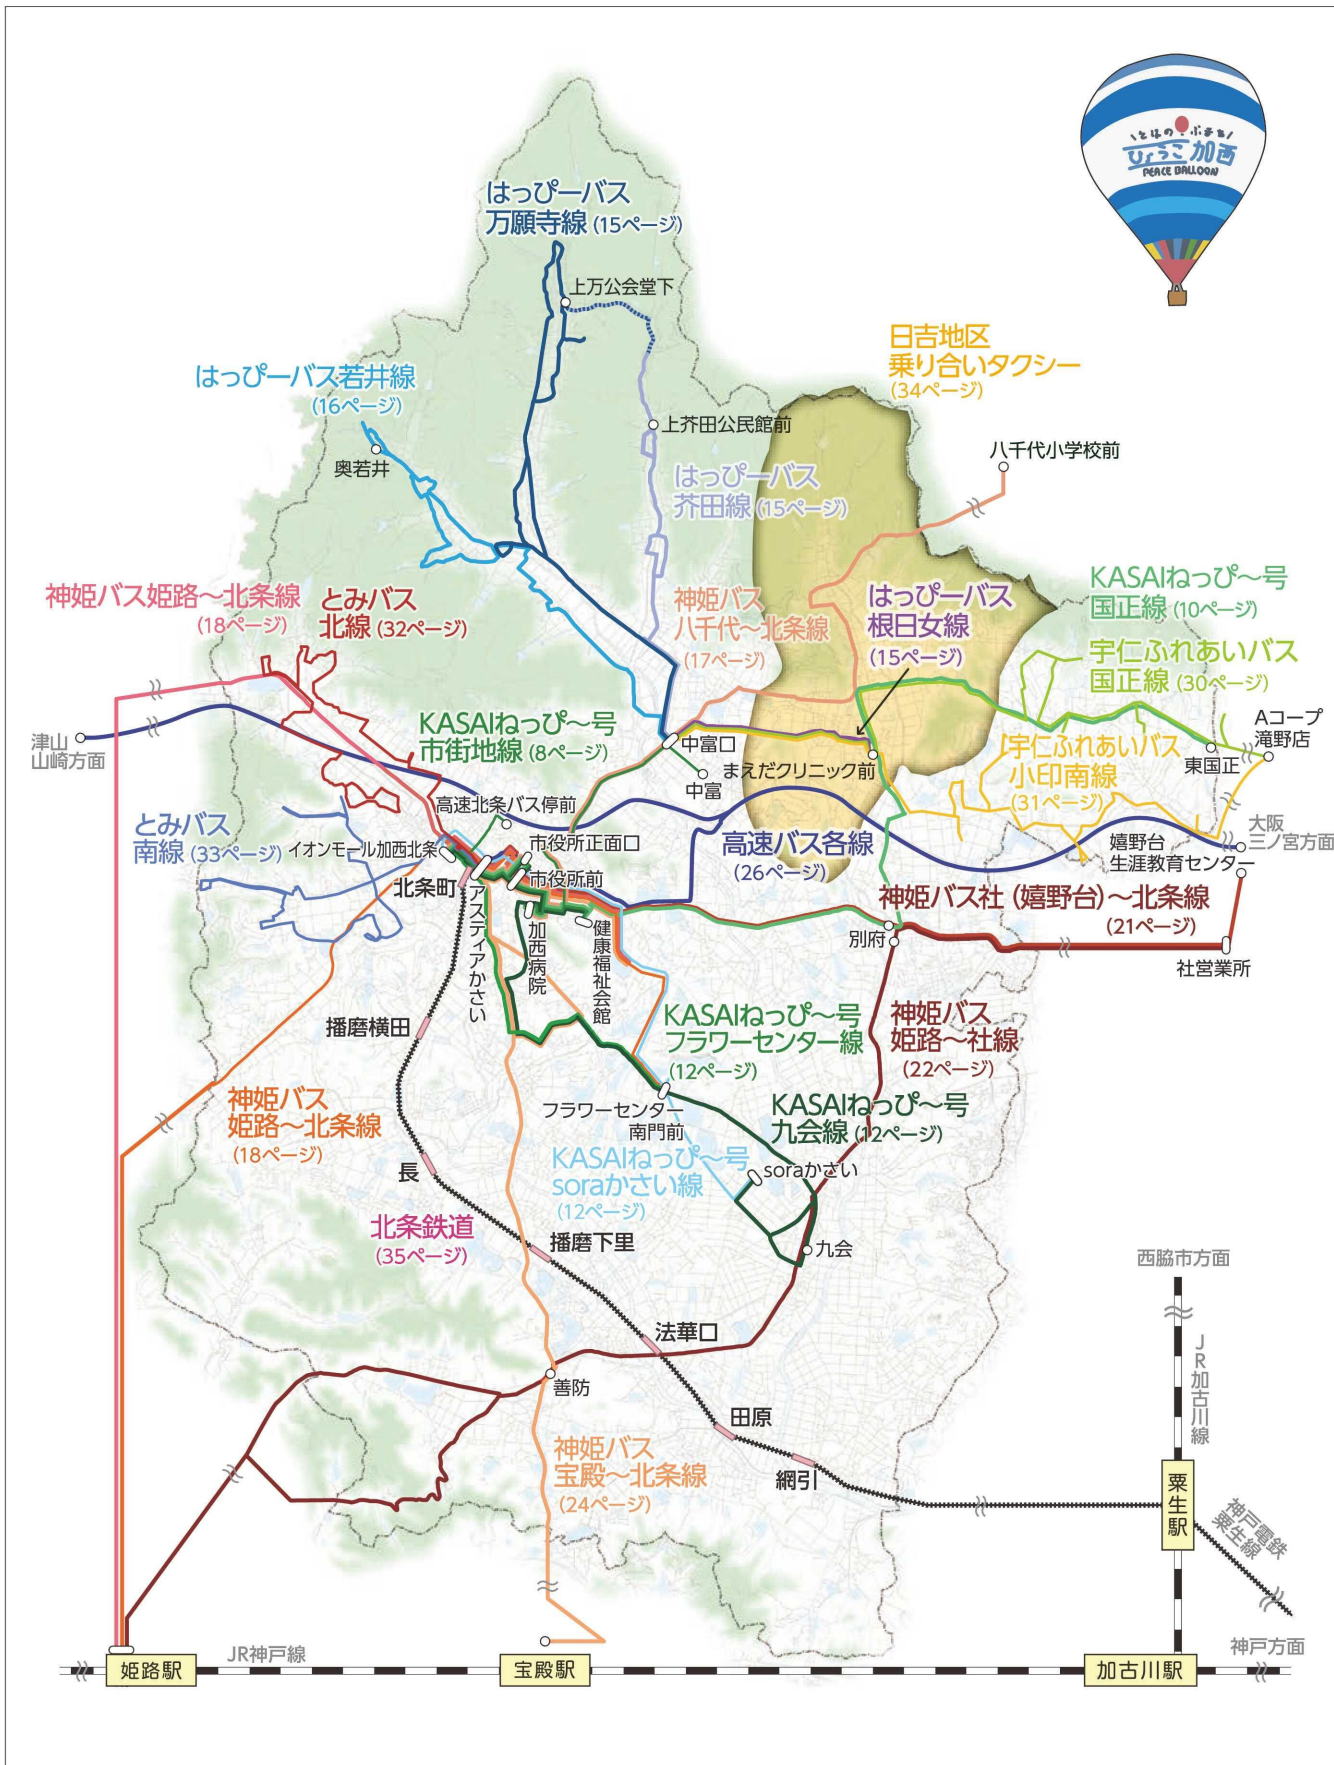 \とほの ぷまち/
ひょうご加西
PEACE BALLOON
はっぴーバス
万願寺線(15ページ)
上万公会堂下
日吉地区
乗り合いタクシー
(34ページ)
はっぴーバス若井線
(16ページ)
奥若井
上芥田公民館前
八千代小学校前
はっぴーバス
芥田線(15ページ)
神姫バス姫路〜北条線
(18ページ)
とみバス
北線(32ページ)
神姫バス
八千代〜北条線
(17ページ)
はっぴーバス
根日女線
(15ページ)
KASAIねっぴ〜号
国正線(10ページ)
宇仁ふれあいバス
国正線(30ページ)
KASAIねっぴ〜号
市街地線(8ページ)
津山
山崎方面
中富口
中富
まえだクリニック前
宇仁ふれあいバス
小印南線
(31ページ)
Aコープ
滝野店
東国正
高速北条バス停前
とみバス
南線(33ページ)
イオンモール加西北条
市役所正面口
市役所前
高速バス各線
(26ページ)
嬉野台
生涯教育センター
大阪
三ノ宮方面
北条町
アスティアかさい
加西病院
健康福祉会館
神姫バス社(嬉野台)〜北条線
(21ページ)
別府
社営業所
播磨横田
KASAIねっぴ〜号
フラワーセンター線
(12ページ)
神姫バス
姫路〜社線
(22ページ)
神姫バス
姫路〜北条線
(18ページ)
フラワーセンター
南門前
KASAIねっぴ〜号
九会線(12ページ)
長
KASAIねっぴ〜号
soraかさい線
(12ページ)
soraかさい
北条鉄道
(35ページ)
播磨下里
九会
西脇市方面
法華口
JR加古川線
善防
田原
神姫バス
宝殿〜北条線
(24ページ)
網引
粟生駅
神戸電鉄
粟生線
JR神戸線
神戸方面
姫路駅
宝殿駅
加古川駅